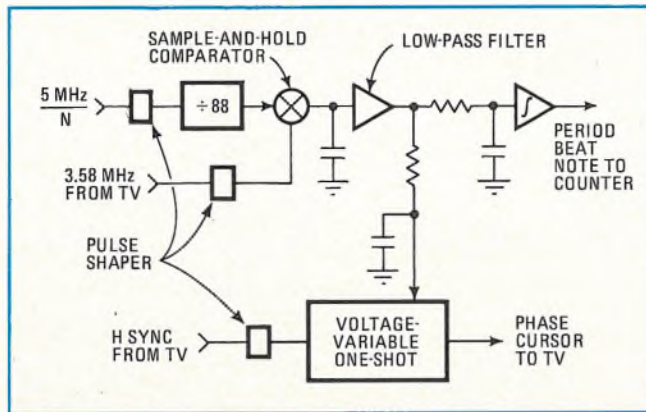 SAMPLE-AND-HOLD
COMPARATOR
LOW-PASS FILTER
5 MHz
N
÷ 88
3.58 MHz
FROM TV
PERIOD
BEAT
NOTE TO
COUNTER
∫
PULSE
SHAPER
H SYNC
FROM TV
VOLTAGE-
VARIABLE
ONE-SHOT
PHASE
CURSOR
TO TV